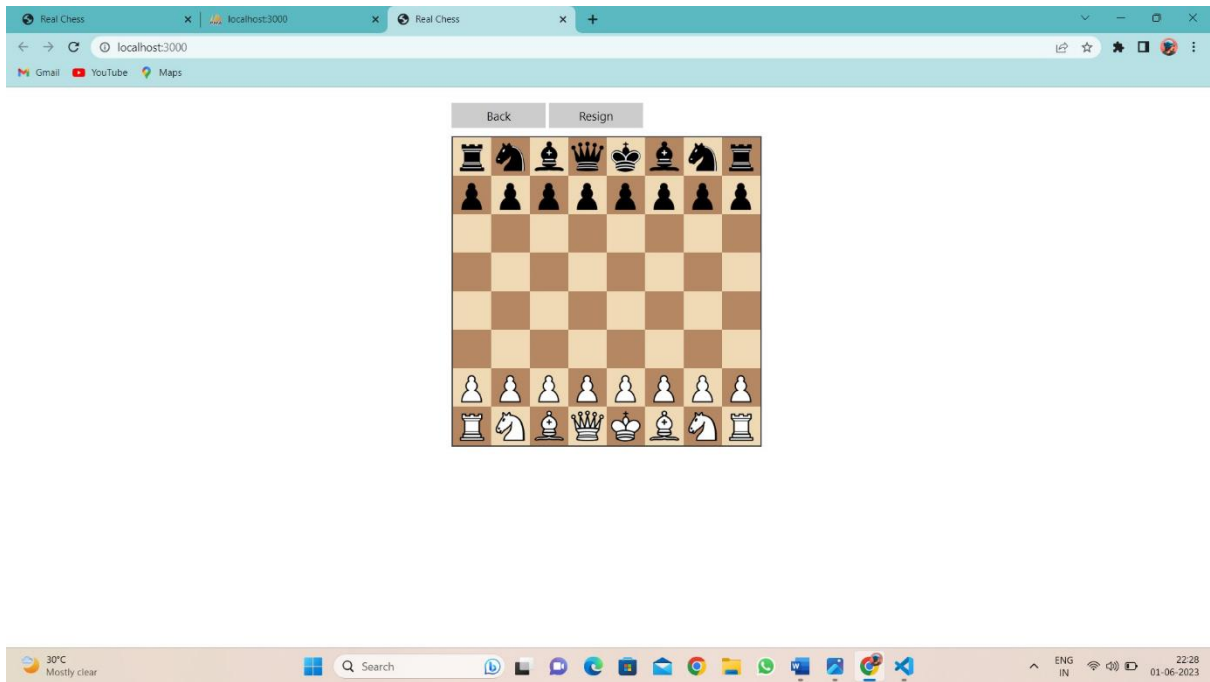 Real Chess
localhost:3000
Real Chess
localhost:3000
Gmail
YouTube
Maps
Back
Resign
30°C
Mostly clear
Search
ENG
IN
22:28
01-06-2023